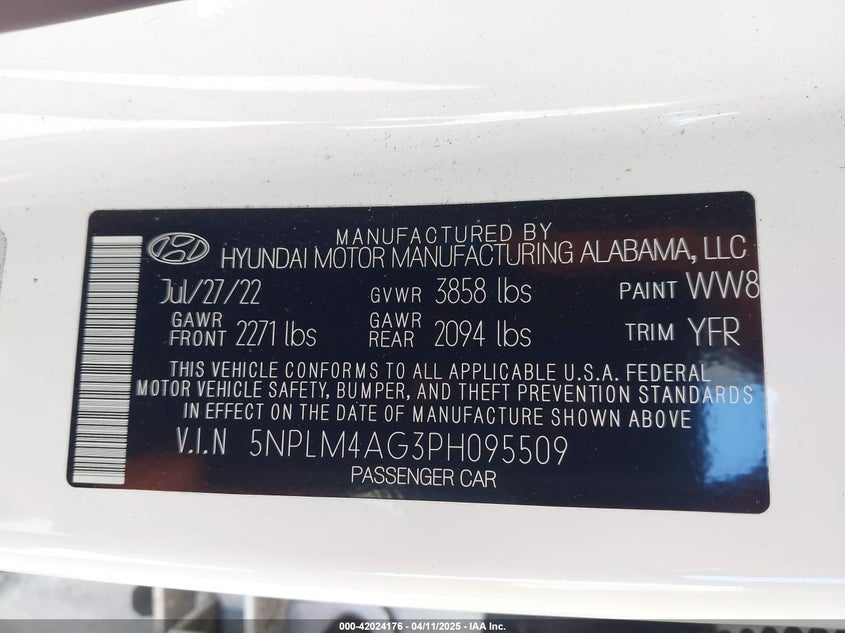 MANUFACTURED BY
HYUNDAI MOTOR MANUFACTURING ALABAMA, LLC
Jul/27/22 GVWR 3858 lbs PAINT WW8
GAWR FRONT 2271 lbs GAWR REAR 2094 lbs TRIM YFR
THIS VEHICLE CONFORMS TO ALL APPLICABLE U.S.A. FEDERAL
MOTOR VEHICLE SAFETY, BUMPER, AND THEFT PREVENTION STANDARDS
IN EFFECT ON THE DATE OF MANUFACTURE SHOWN ABOVE
V.I.N 5NPLM4AG3PH095509
PASSENGER CAR
000-42024176 - 04/11/2025 - IAA Inc.